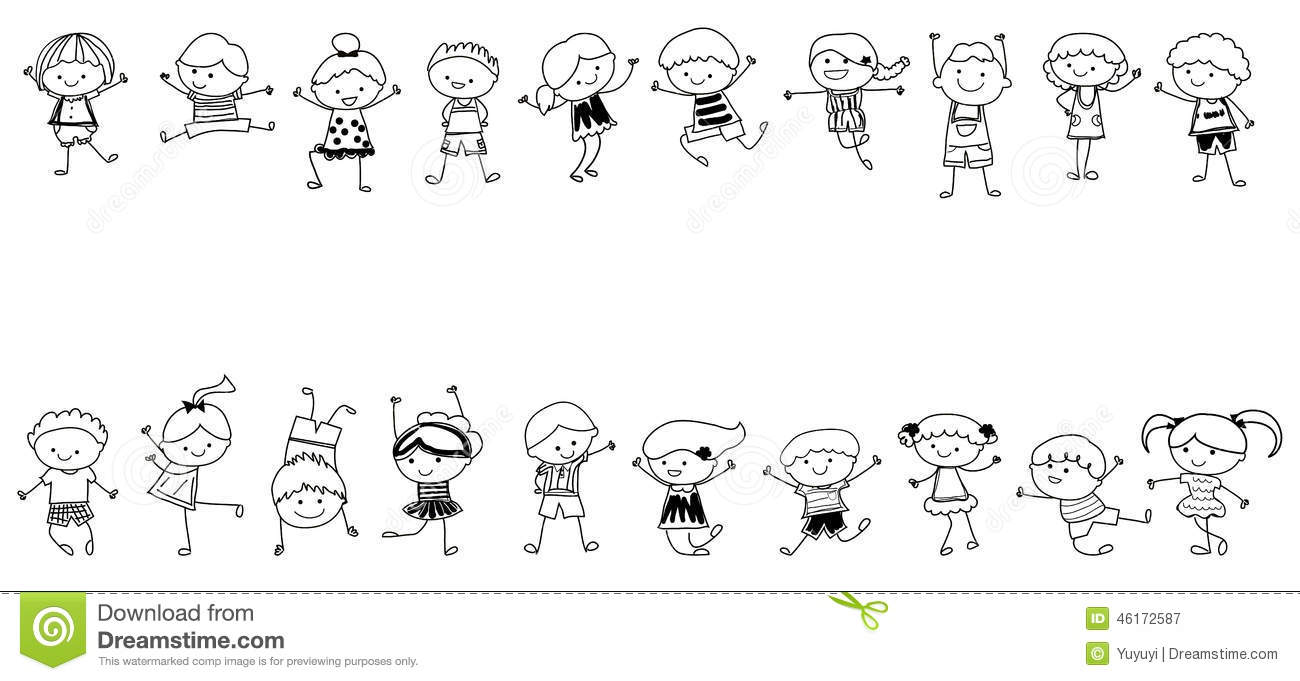 Download from
Dreamstime.com
This watermarked comp image is for previewing purposes only.
ID 46172587
© Yuyuyi | Dreamstime.com